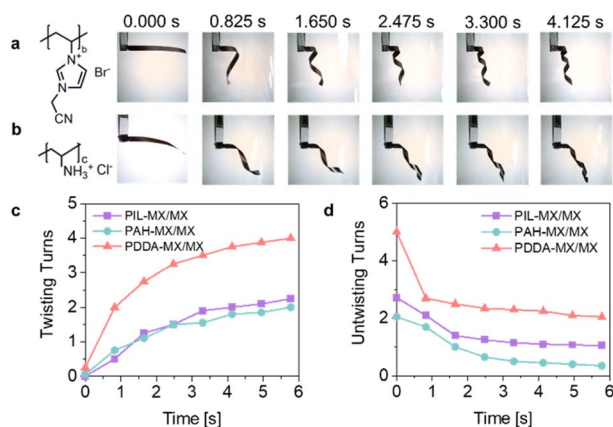 0.000 s 0.825 s 1.650 s 2.475 s 3.300 s 4.125 s
a
b
N+
Br-
N
CN
b
c
NH3+ Cl-
c
PIL-MX/MX
PAH-MX/MX
PDDA-MX/MX
Twisting Turns
5
4
3
2
1
0
0 1 2 3 4 5 6
Time [s]
d
PIL-MX/MX
PAH-MX/MX
PDDA-MX/MX
Untwisting Turns
6
4
2
0
0 1 2 3 4 5 6
Time [s]